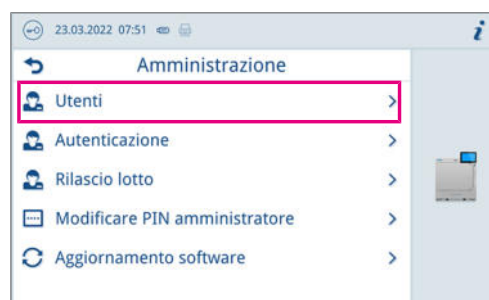 23.03.2022 07:51
Amministrazione
Utenti
Autenticazione
Rilascio lotto
Modificare PIN amministratore
Aggiornamento software